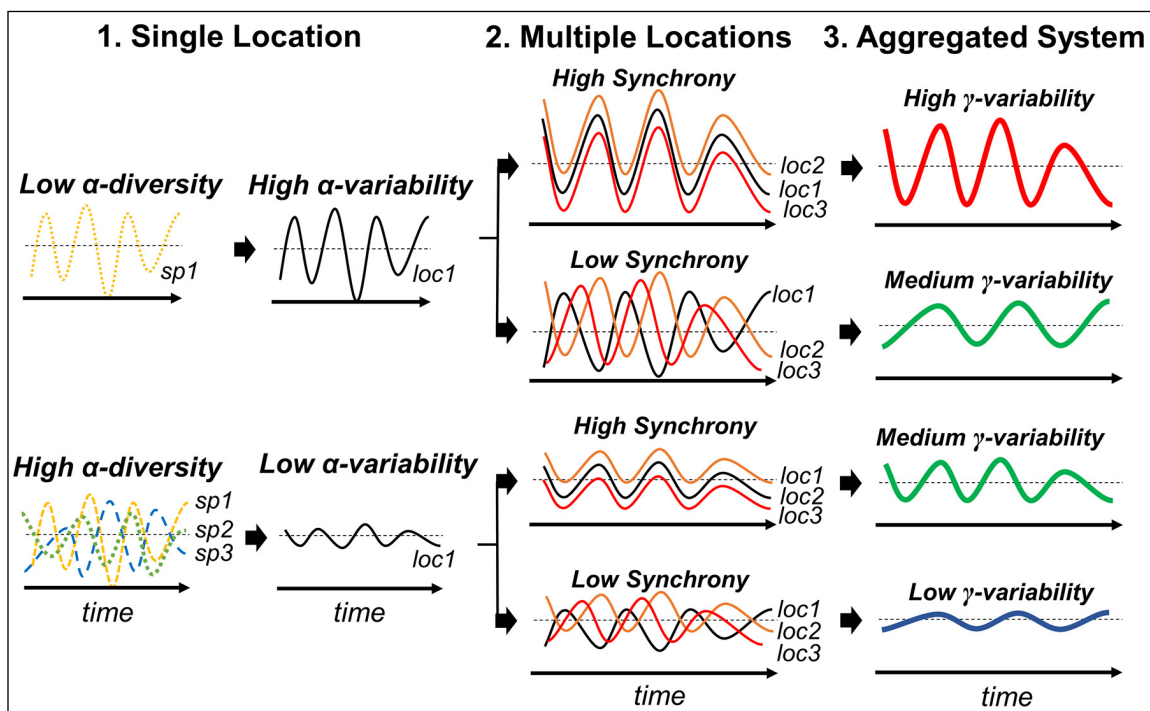 1. Single Location
2. Multiple Locations
3. Aggregated System
Low α-diversity
sp1
High α-variability
loc1
High Synchrony
loc2
loc1
loc3
High γ-variability
Low Synchrony
loc1
loc2
loc3
Medium γ-variability
High α-diversity
sp1
sp2
sp3
time
Low α-variability
loc1
High Synchrony
loc1
loc2
loc3
Medium γ-variability
Low Synchrony
loc1
loc2
loc3
time
Low γ-variability
time